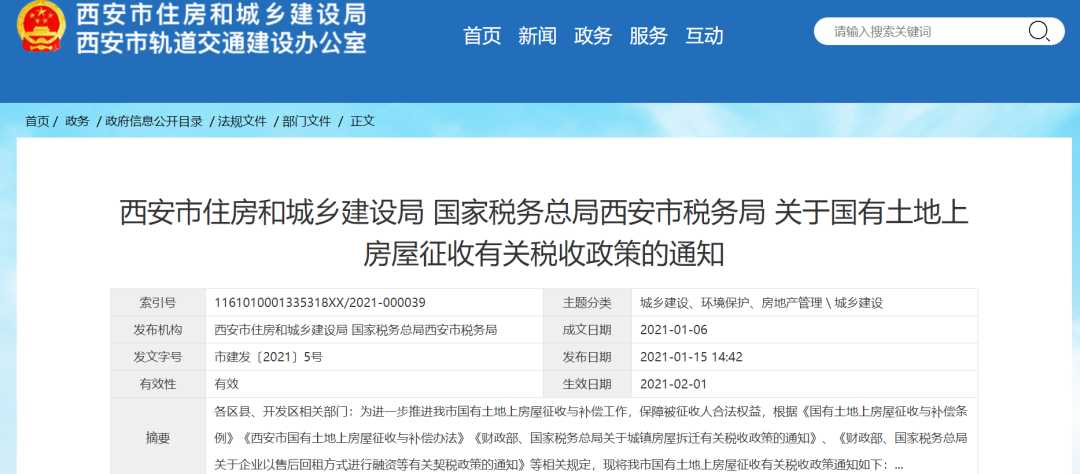 西安市住房和城乡建设局
西安市轨道交通建设办公室
首页 新闻 政务 服务 互动
请输入搜索关键词
首页 / 政务 / 政府信息公开目录 / 法规文件 / 部门文件 / 正文
西安市住房和城乡建设局 国家税务总局西安市税务局 关于国有土地上
房屋征收有关税收政策的通知
索引号 1161010001335318XX/2021-000039 主题分类 城乡建设、环境保护、房地产管理 \ 城乡建设
发布机构 西安市住房和城乡建设局 国家税务总局西安市税务局 成文日期 2021-01-06
发文字号 市建发〔2021〕5号 发布日期 2021-01-15 14:42
有效性 有效 生效日期 2021-02-01
各区县、开发区相关部门：为进一步推进我市国有土地上房屋征收与补偿工作，保障被征收人合法权益，根据《国有土地上房屋征收与补偿条
摘要 例》《西安市国有土地上房屋征收与补偿办法》《财政部、国家税务总局关于城镇房屋拆迁有关税收政策的通知》、《财政部、国家税务总局
关于企业以售后回租方式进行融资等有关契税政策的通知》等相关规定，现将我市国有土地上房屋征收有关税收政策通知如下：...